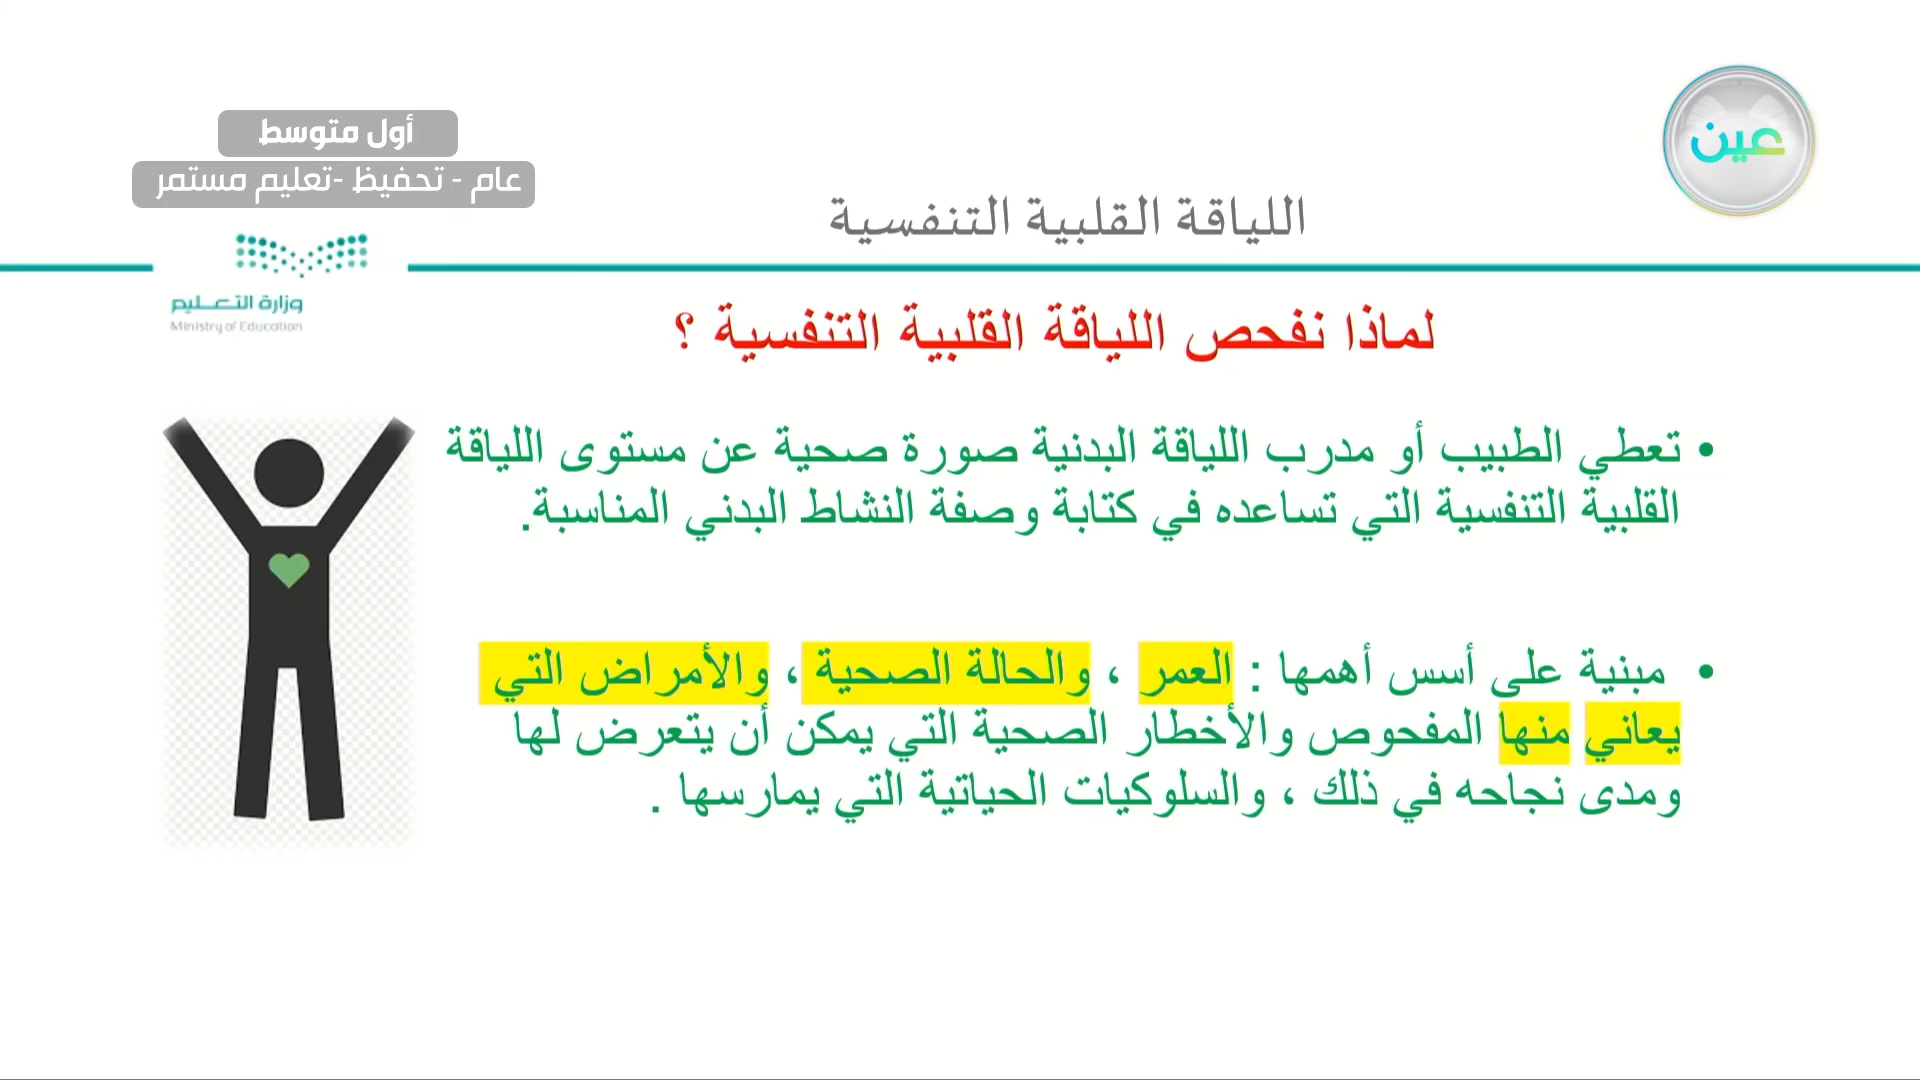 عين
أول متوسط
عام - تحفيظ -تعليم مستمر
اللياقة القلبية التنفسية
وزارة التعليم
Ministry of Education
لماذا نفحص اللياقة القلبية التنفسية ؟
• تعطي الطبيب أو مدرب اللياقة البدنية صورة صحية عن مستوى اللياقة
القلبية التنفسية التي تساعده في كتابة وصفة النشاط البدني المناسبة.
• مبنية على أسس أهمها : العمر ، والحالة الصحية ، والأمراض التي
يعاني منها المفحوص والأخطار الصحية التي يمكن أن يتعرض لها
ومدى نجاحه في ذلك ، والسلوكيات الحياتية التي يمارسها .